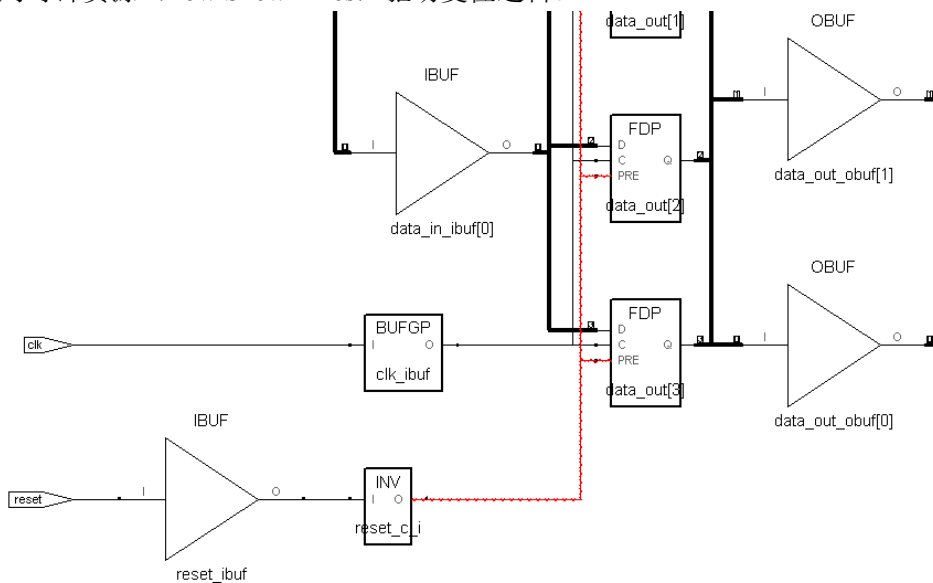 data_out[1]
OBUF
I
O
IBUF
I
O
data_in_ibuf[0]
FDP
D
C
PRE
Q
data_out[2]
data_out_obuf[1]
OBUF
I
O
data_out_obuf[0]
clk
BUFGP
I
O
clk_ibuf
FDP
D
C
PRE
Q
data_out[3]
IBUF
reset
I
O
INV
I
O
reset_c_i
reset_ibuf